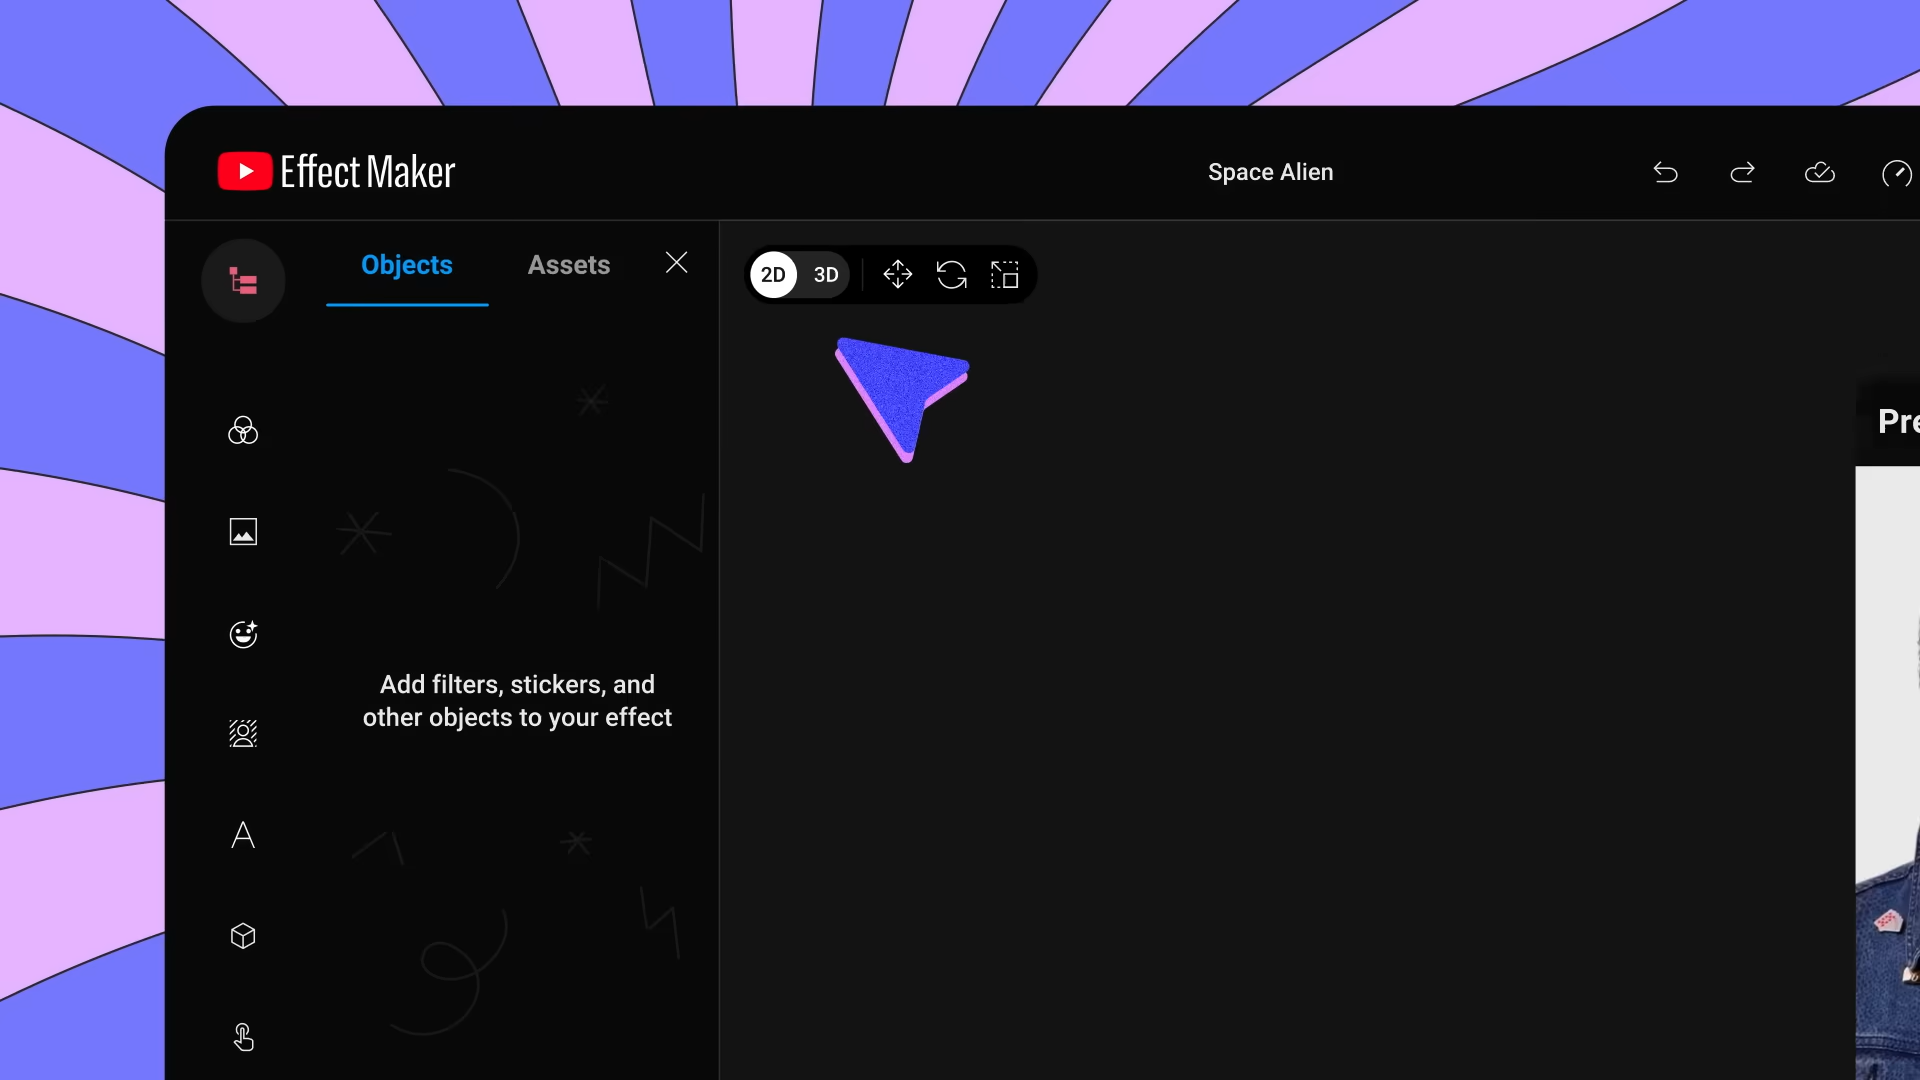 Effect Maker
Space Alien
Objects
Assets
2D
3D
Pre
Add filters, stickers, and
other objects to your effect